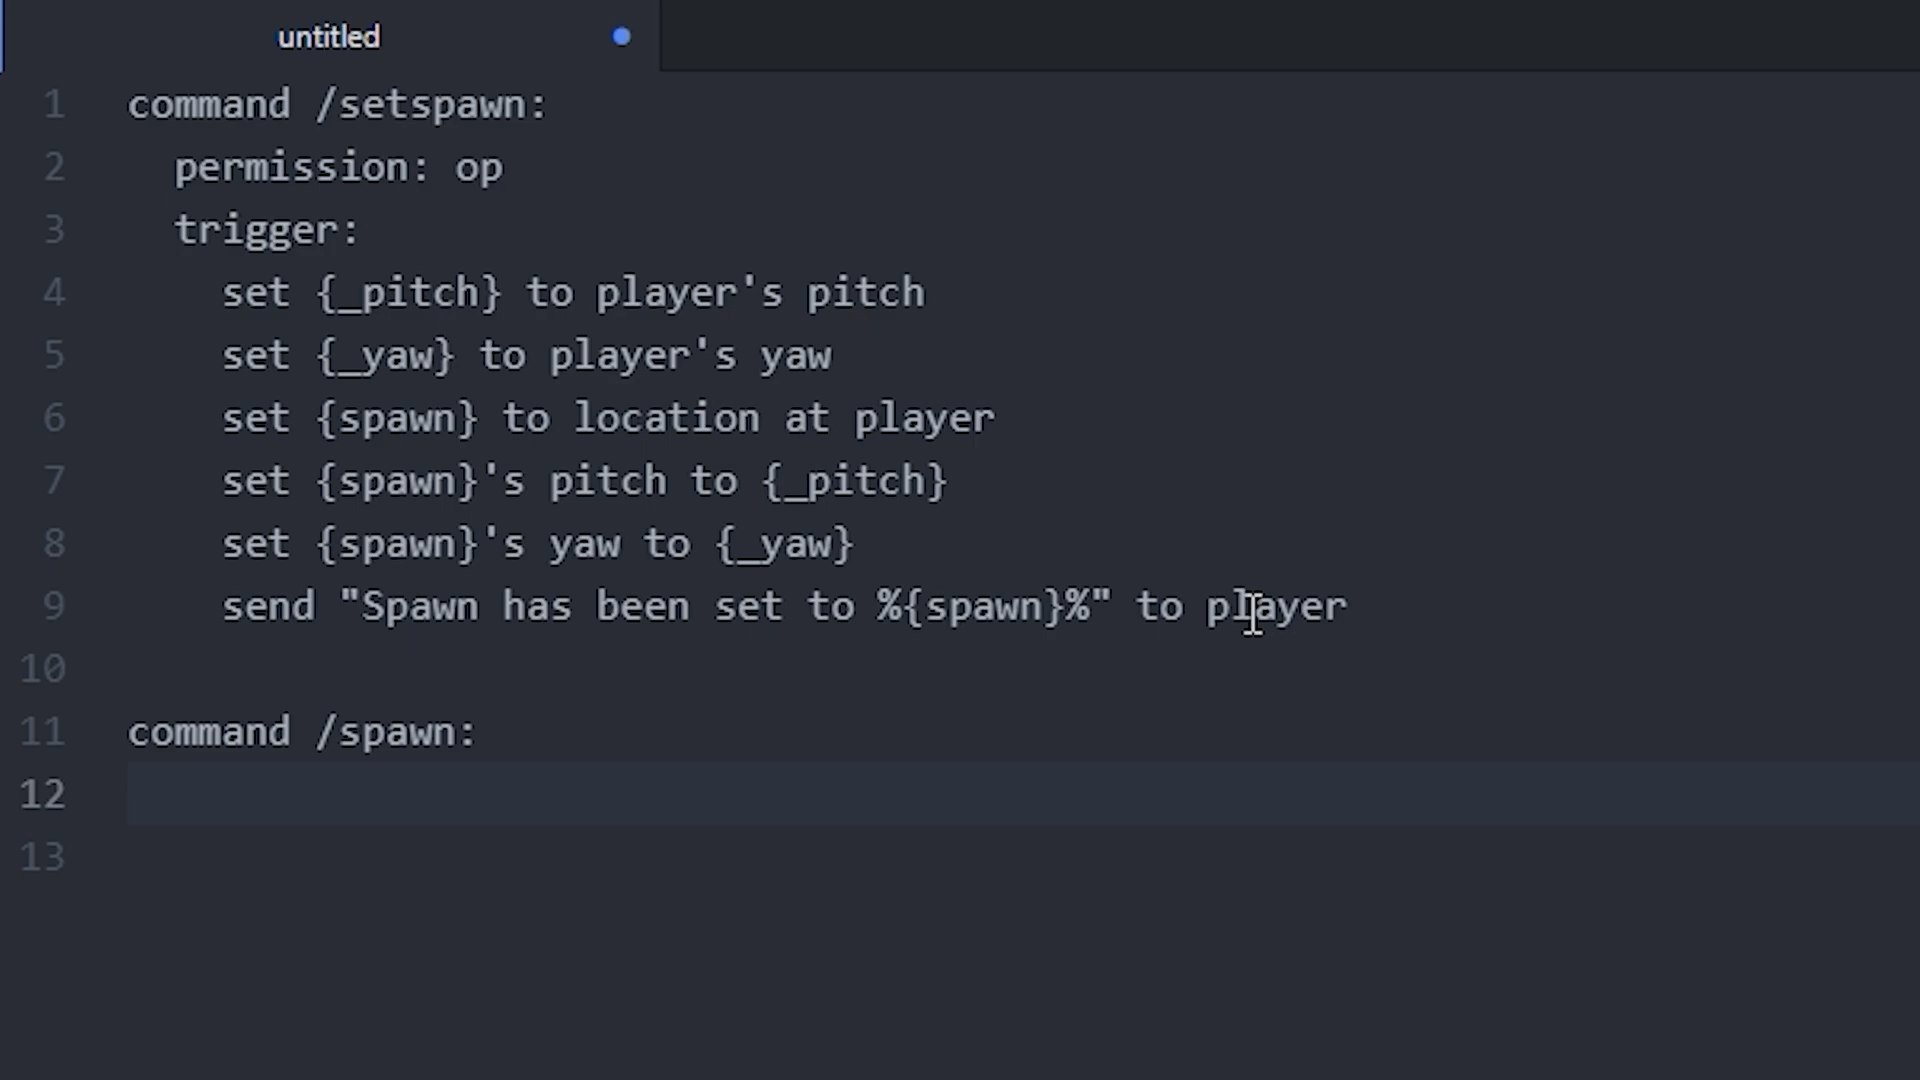 untitled
1 command /setspawn:
2 permission: op
3 trigger:
4 set {_pitch} to player's pitch
5 set {_yaw} to player's yaw
6 set {spawn} to location at player
7 set {spawn}'s pitch to {_pitch}
8 set {spawn}'s yaw to {_yaw}
9 send "Spawn has been set to %{spawn}%" to player
10
11 command /spawn:
12
13